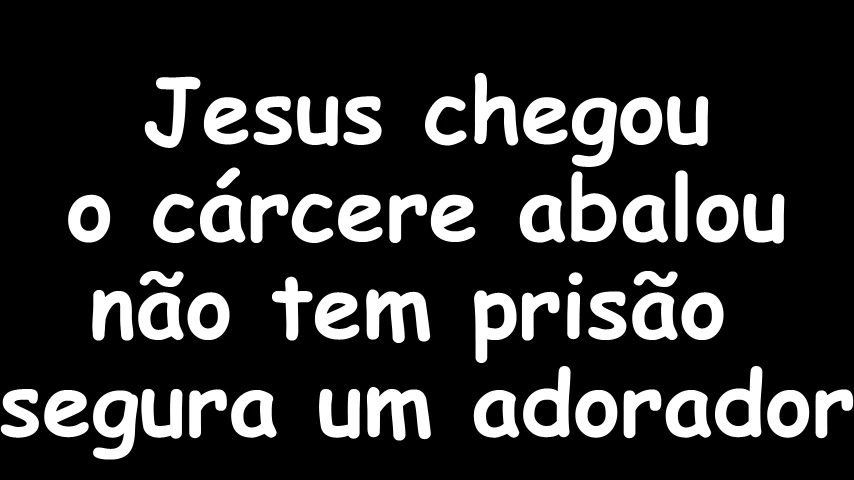 Jesus chegou
o cárcere abalou
não tem prisão
segura um adorador